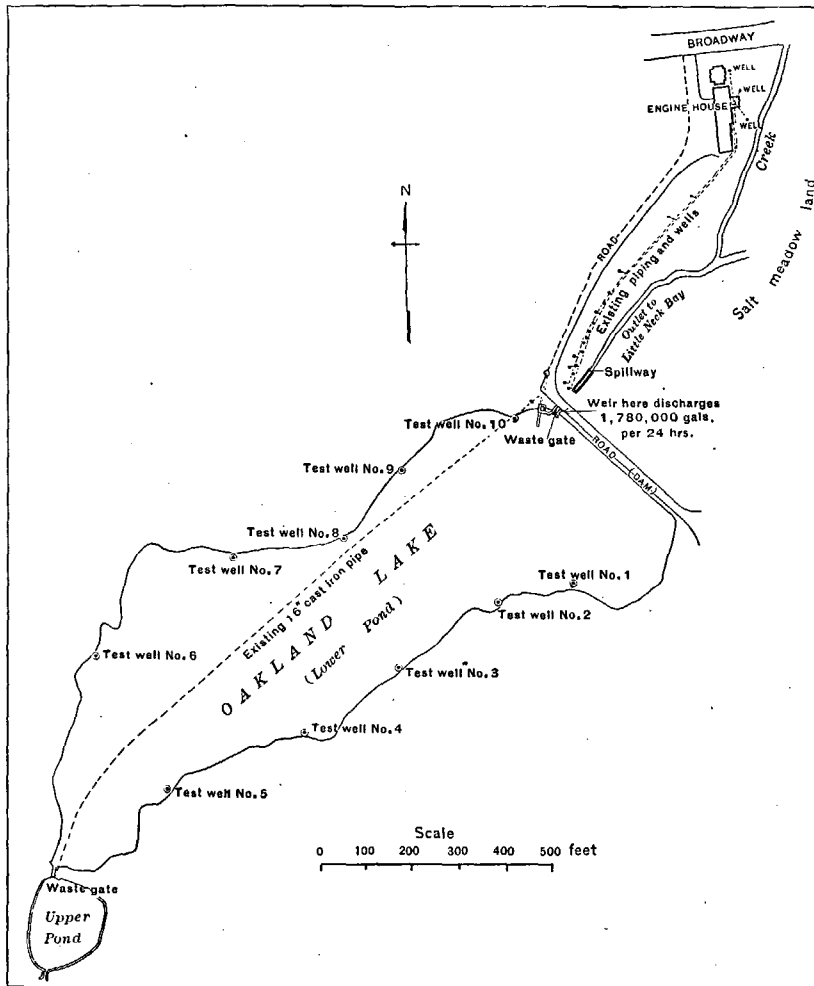 BROADWAY
WELL
ENGINE HOUSE
WELL
WELL
Creek
N
ROAD
Existing piping and wells
Salt meadow land
Outlet to
Little Neck Bay
Spillway
Weir here discharges
1,780,000 gals.
per 24 hrs.
Test well No. 10
Waste gate
ROAD (DAM)
Test well No. 9
Test well No. 8
Test well No. 7
Existing 16" cast iron pipe
OAKLAND LAKE
(Lower Pond)
Test well No. 1
Test well No. 2
Test well No. 6
Test well No. 3
Test well No. 4
Test well No. 5
Scale
0 100 200 300 400 500 feet
Waste gate
Upper
Pond